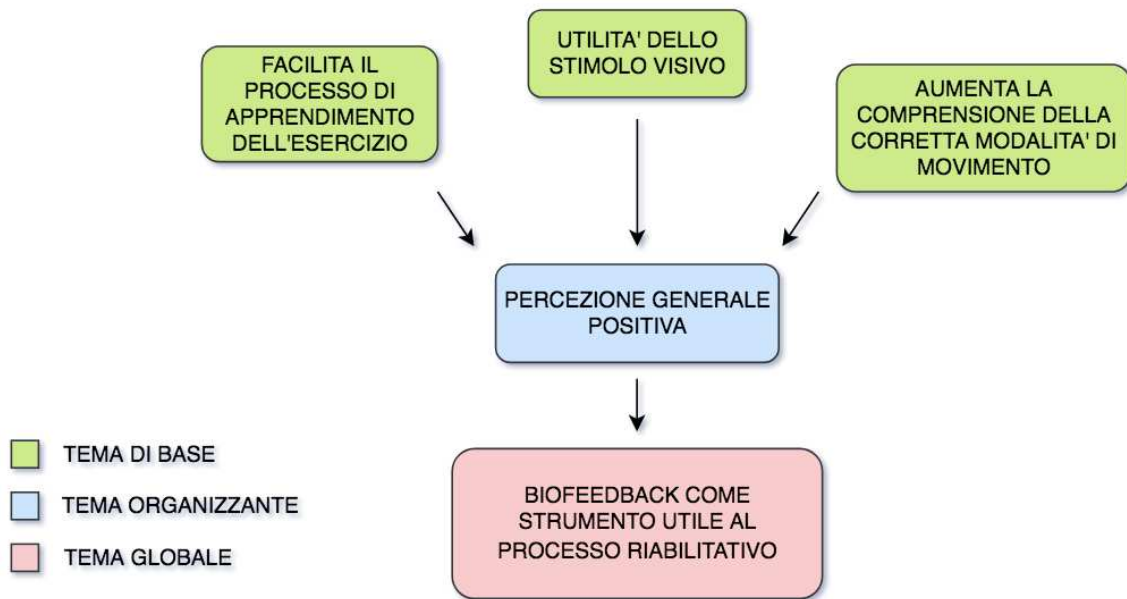 FACILITA IL
PROCESSO DI
APPRENDIMENTO
DELL'ESERCIZIO
UTILITA' DELLO
STIMOLO VISIVO
AUMENTA LA
COMPRENSIONE DELLA
CORRETTA MODALITA' DI
MOVIMENTO
PERCEZIONE GENERALE
POSITIVA
BIOFEEDBACK COME
STRUMENTO UTILE AL
PROCESSO RIABILITATIVO
TEMA DI BASE
TEMA ORGANIZZANTE
TEMA GLOBALE